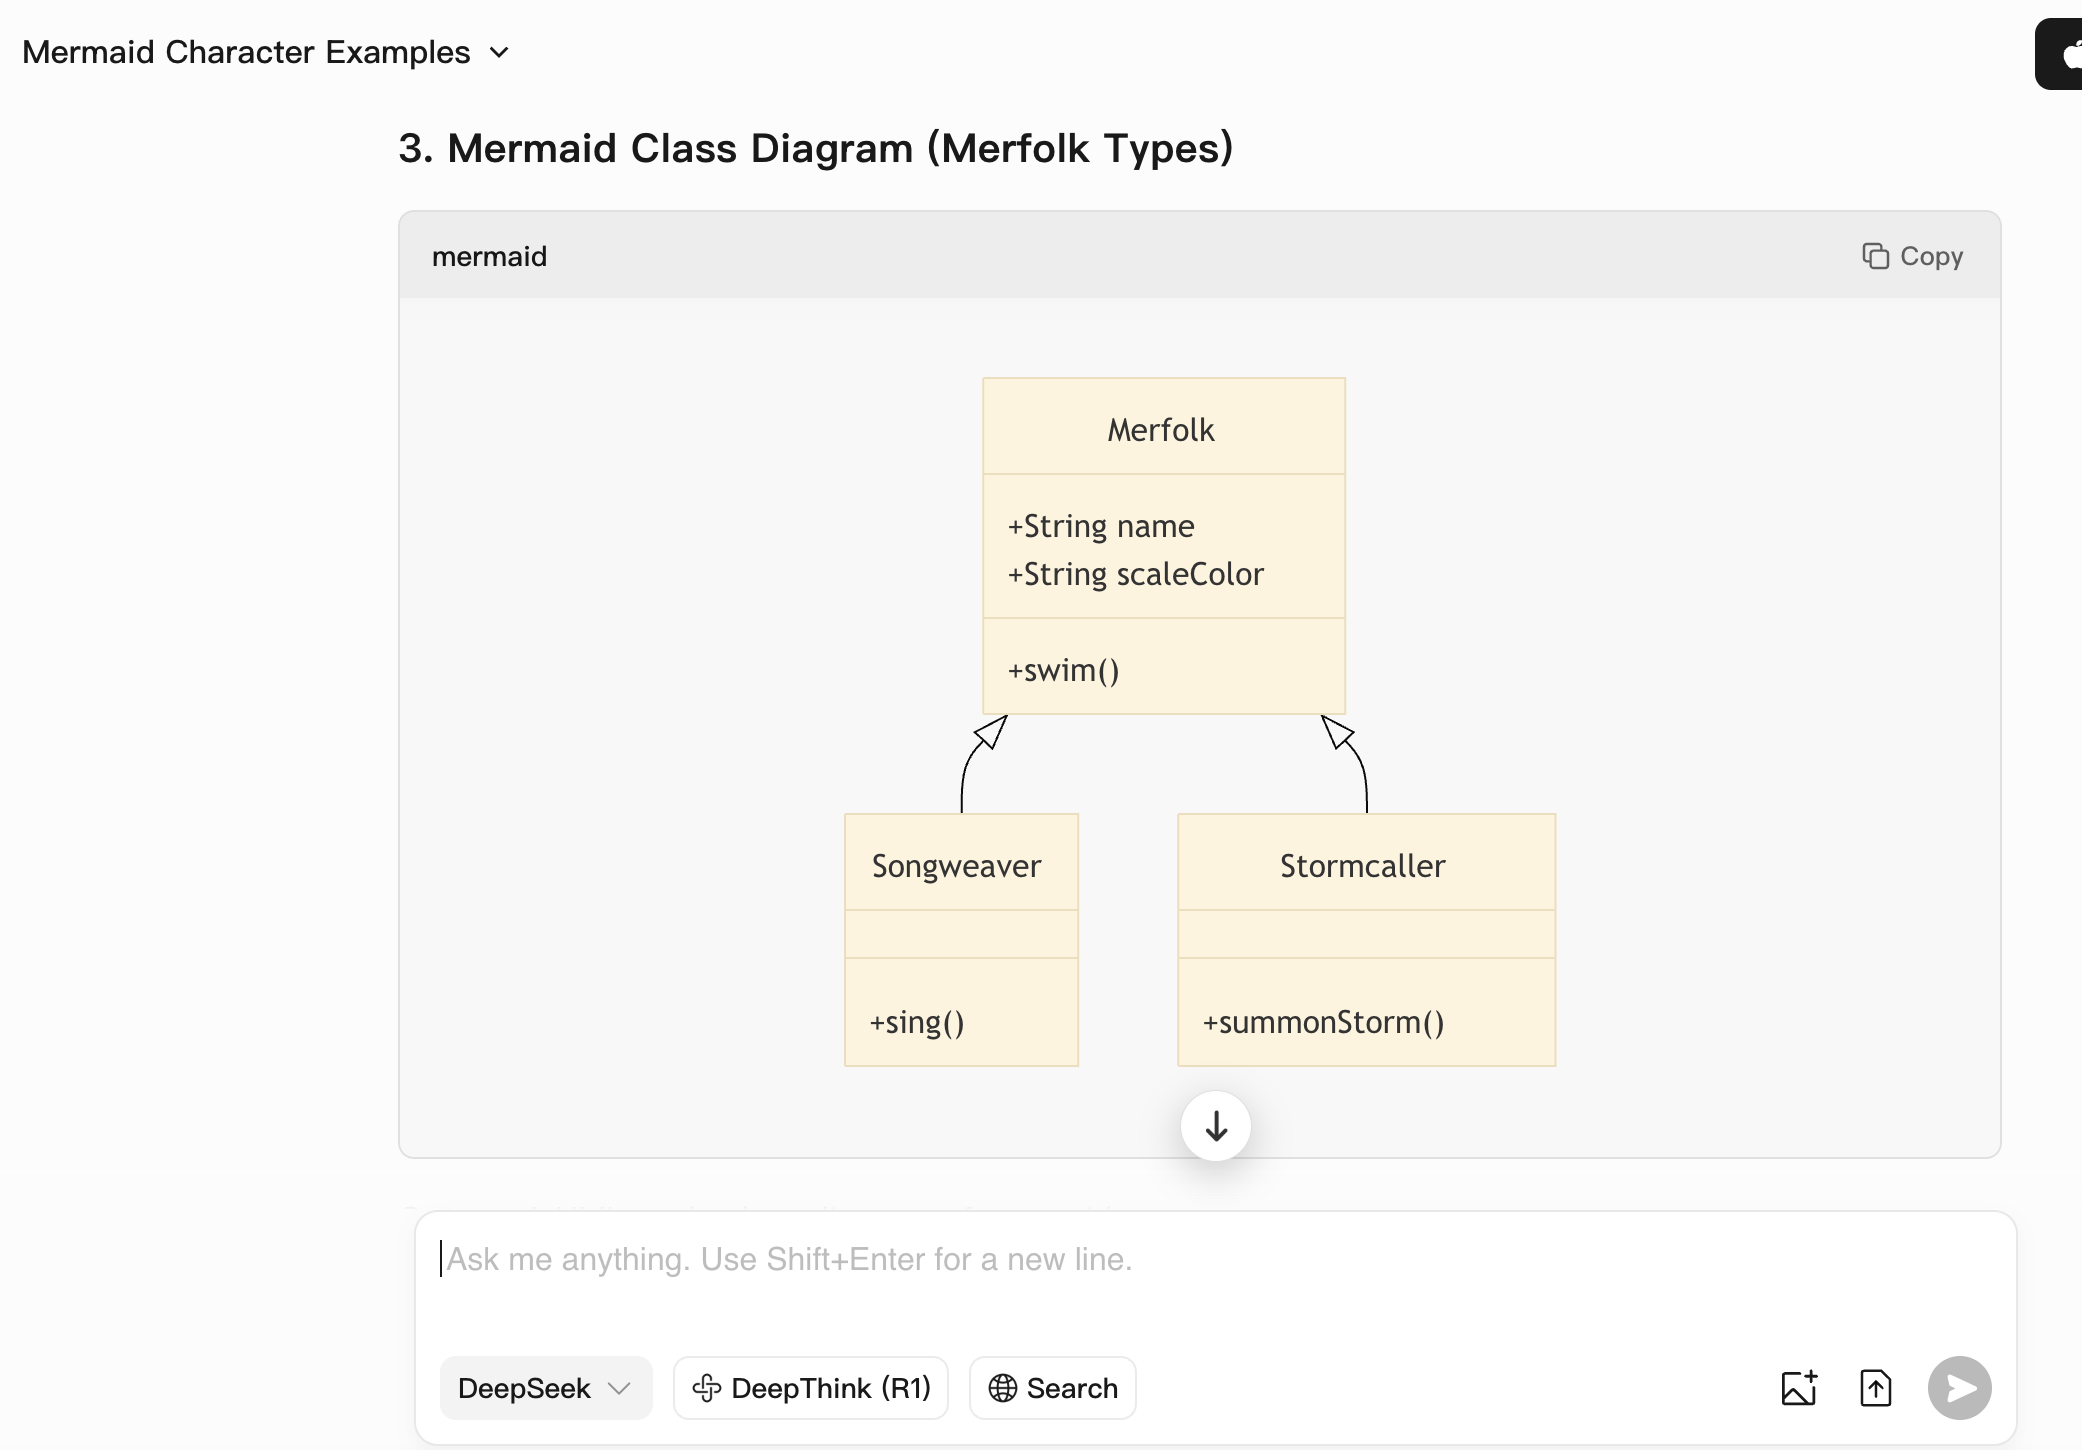 Mermaid Character Examples
3. Mermaid Class Diagram (Merfolk Types)
mermaid
Copy
Merfolk
+String name
+String scaleColor
+swim()
Songweaver
+sing()
Stormcaller
+summonStorm()
Ask me anything. Use Shift+Enter for a new line.
DeepSeek
DeepThink (R1)
Search